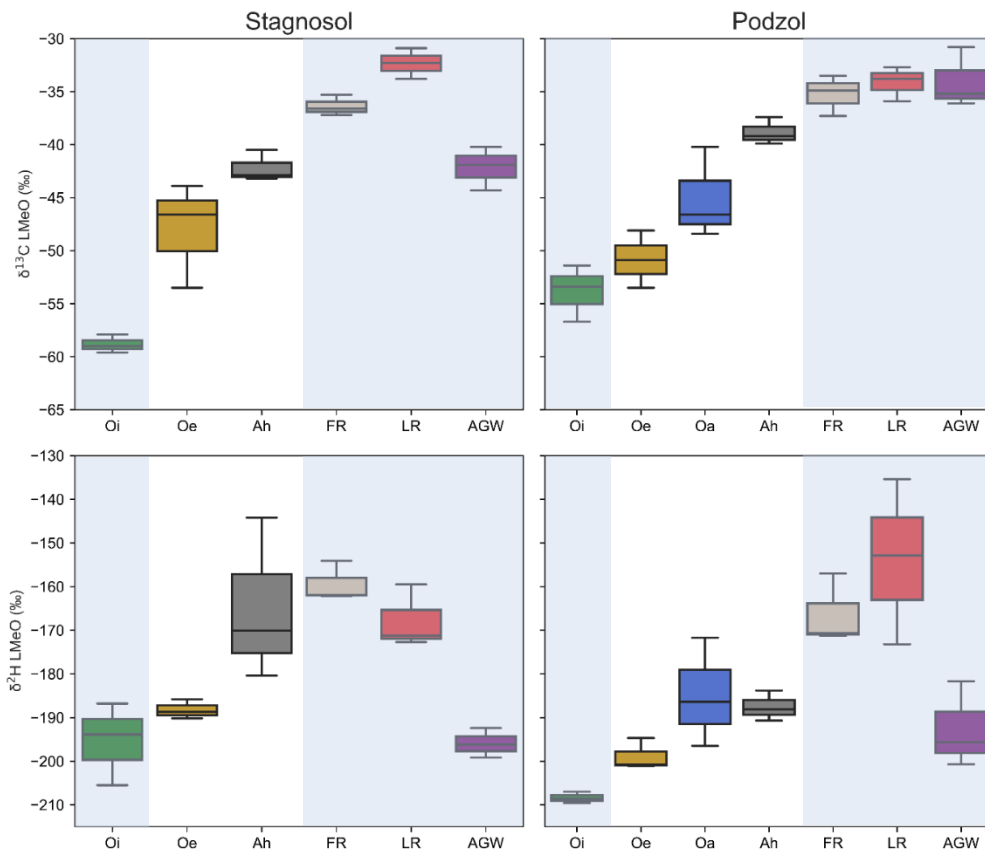 Stagnosol Podzol
δ¹³C LMeO (‰)
−30
−35
−40
−45
−50
−55
−60
−65
Oi Oe Ah FR LR AGW
Oi Oe Oa Ah FR LR AGW
δ²H LMeO (‰)
−130
−140
−150
−160
−170
−180
−190
−200
−210
Oi Oe Ah FR LR AGW
Oi Oe Oa Ah FR LR AGW